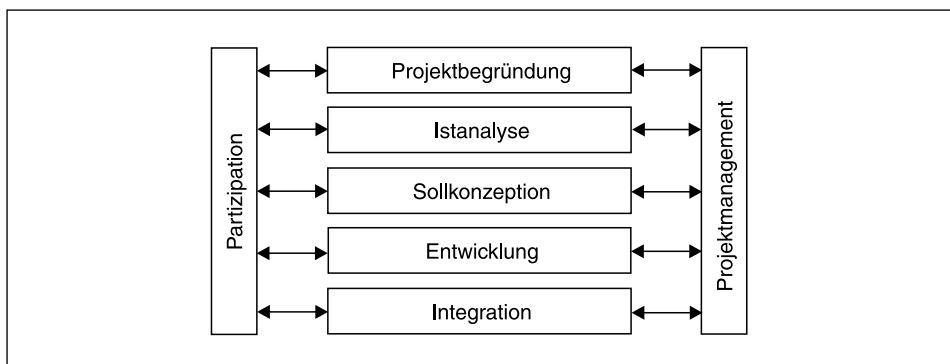 Partizipation
Projektbegründung
Istanalyse
Sollkonzeption
Entwicklung
Integration
Projektmanagement